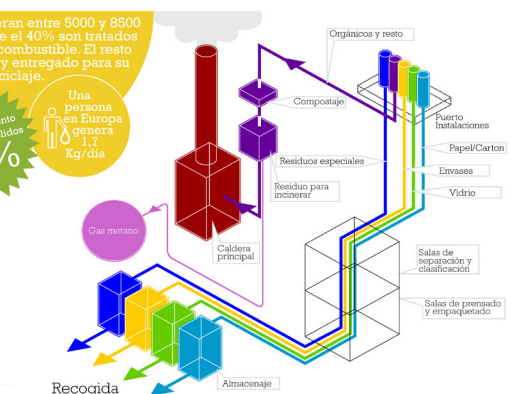 eran entre 5000 y 8500
e el 40% son tratados
combustible. El resto
y entregado para su
ciclaje.
Una
persona
en Europa
genera
1,7
Kg/día
%
Orgánicos y resto
Compostaje
Puerto
Instalaciones
Papel/Carton
Residuos especiales
Envases
Residuo para
incinerar
Vidrio
Gas metano
Caldera
principal
Salas de
separación y
clasificación
Salas de prensado
y empaquetado
Almacenaje
Recogida